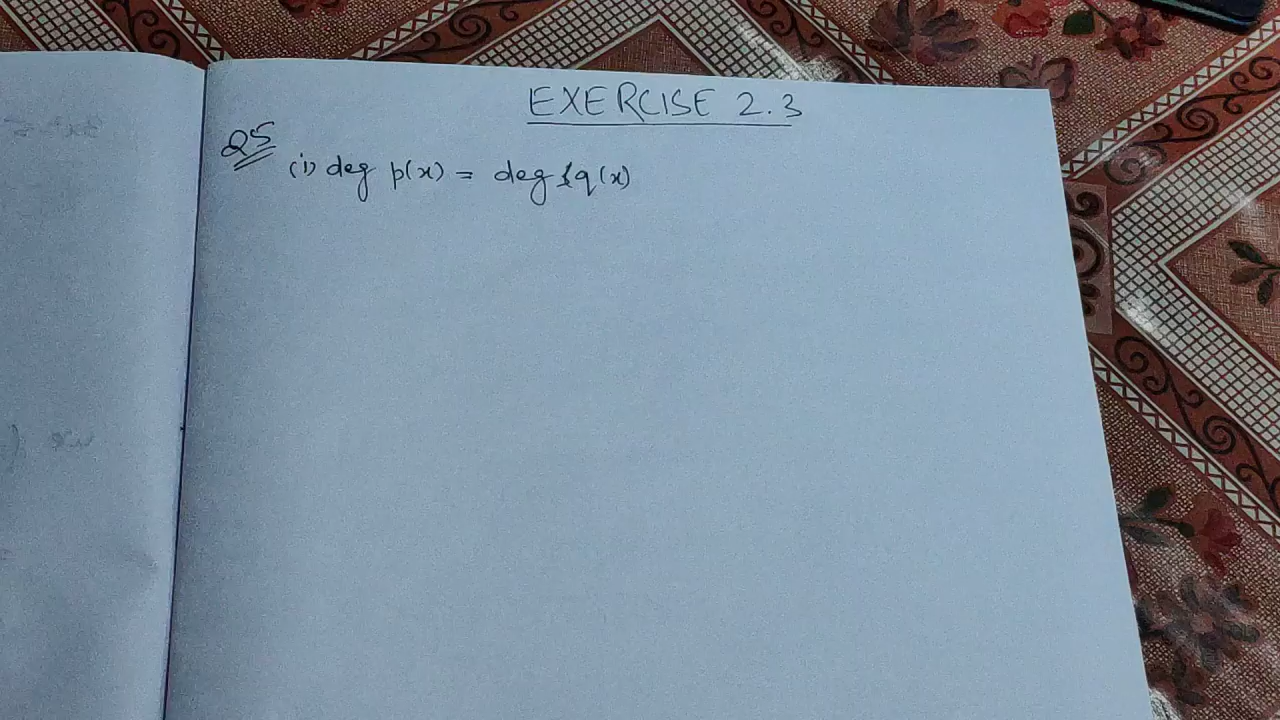 EXERCISE 2.3
Q5
(i) deg p(x) = deg q(x)